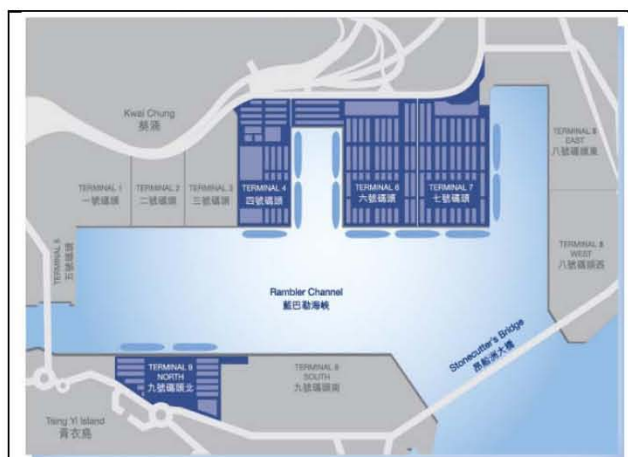 Kwai Chung
葵涌
TERMINAL 1
一號碼頭
TERMINAL 2
二號碼頭
TERMINAL 3
三號碼頭
TERMINAL 4
四號碼頭
TERMINAL 6
六號碼頭
TERMINAL 7
七號碼頭
TERMINAL 8
EAST
八號碼頭東
TERMINAL 8
WEST
八號碼頭西
TERMINAL 5
五號碼頭
Rambler Channel
藍巴勒海峽
Stonecutter's Bridge
昂船洲大橋
TERMINAL 9
NORTH
九號碼頭北
TERMINAL 9
SOUTH
九號碼頭南
Tsing Yi Island
青衣島